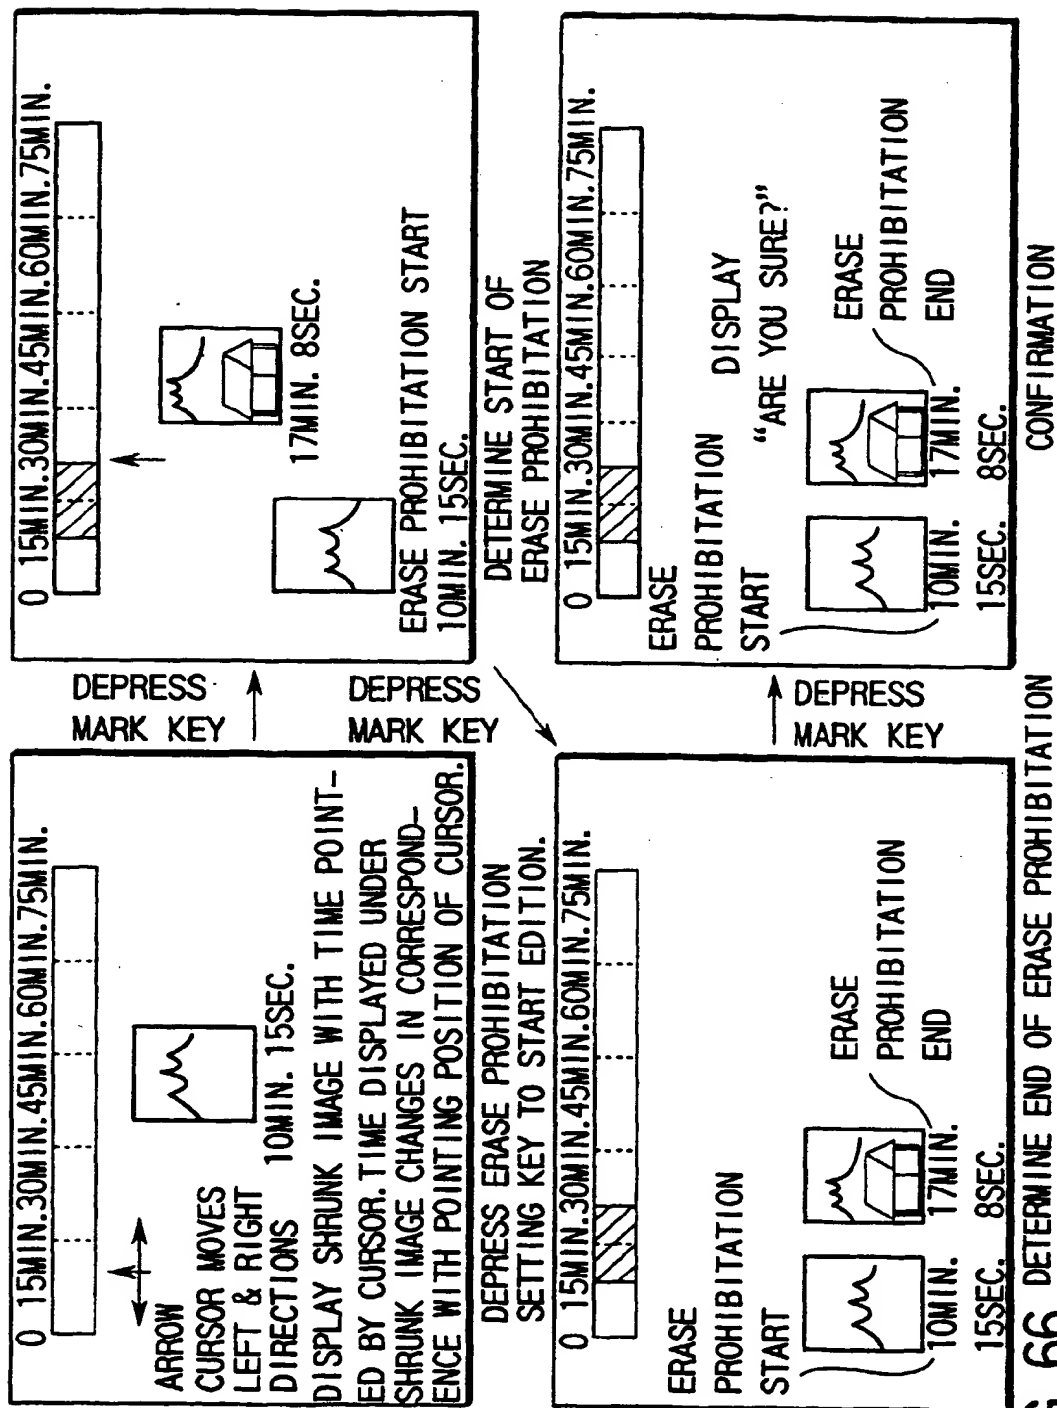 0 15MIN.30MIN.45MIN.60MIN.75MIN.
ARROW
CURSOR MOVES
LEFT & RIGHT
DIRECTIONS
10MIN. 15SEC.
DISPLAY SHRUNK IMAGE WITH TIME POINT-
ED BY CURSOR.TIME DISPLAYED UNDER
SHRUNK IMAGE CHANGES IN CORRESPOND-
ENCE WITH POINTING POSITION OF CURSOR.
DEPRESS ERASE PROHIBITATION
SETTING KEY TO START EDITION.
DEPRESS
MARK KEY
0 15MIN.30MIN.45MIN.60MIN.75MIN.
17MIN. 8SEC.
ERASE PROHIBITATION START
10MIN. 15SEC.
DETERMINE START OF
ERASE PROHIBITATION
DEPRESS
MARK KEY
0 15MIN.30MIN.45MIN.60MIN.75MIN.
ERASE
PROHIBITATION
START
10MIN.
15SEC.
17MIN.
8SEC.
ERASE
PROHIBITATION
END
DETERMINE END OF ERASE PROHIBITATION
DEPRESS
MARK KEY
0 15MIN.30MIN.45MIN.60MIN.75MIN.
ERASE
PROHIBITATION
START
DISPLAY
"ARE YOU SURE?"
10MIN.
15SEC.
17MIN.
8SEC.
ERASE
PROHIBITATION
END
CONFIRMATION
66